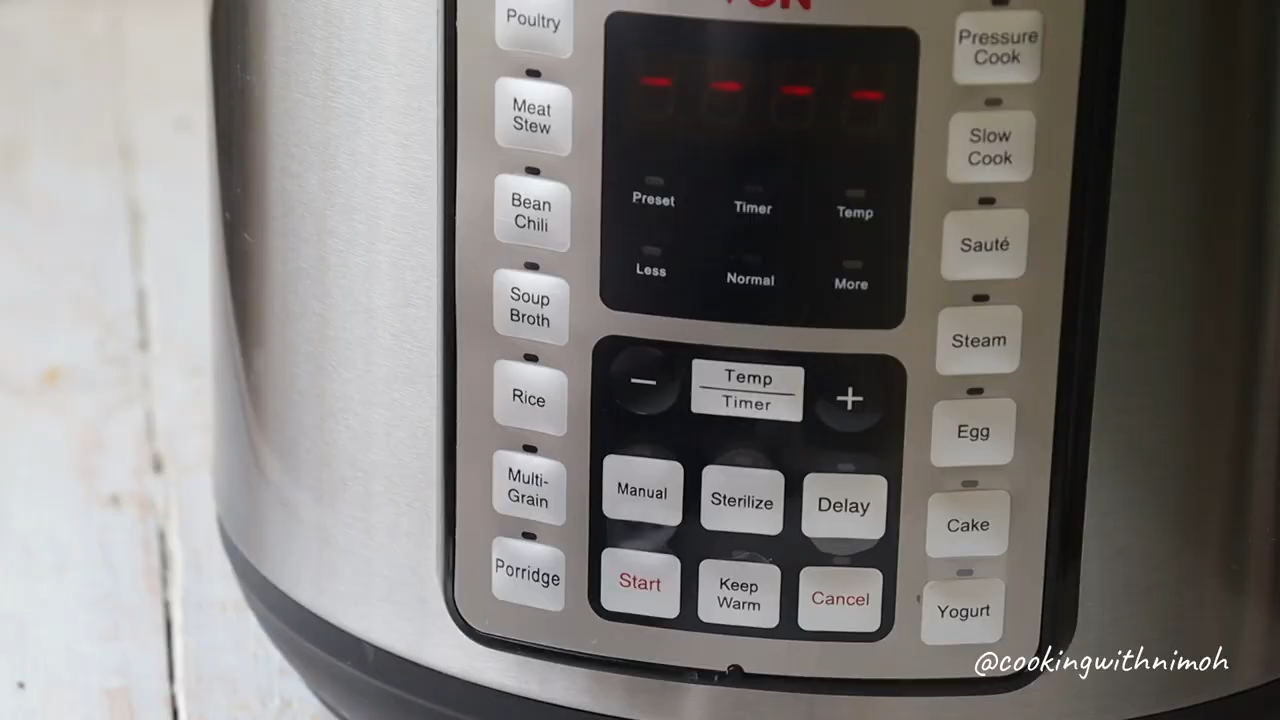 Poultry
Meat
Stew
Bean
Chili
Soup
Broth
Rice
Multi-
Grain
Porridge
Preset
Timer
Temp
Less
Normal
More
Temp
Timer
Manual
Sterilize
Delay
Start
Keep
Warm
Cancel
Pressure
Cook
Slow
Cook
Sauté
Steam
Egg
Cake
Yogurt
@cookingwithnimoh